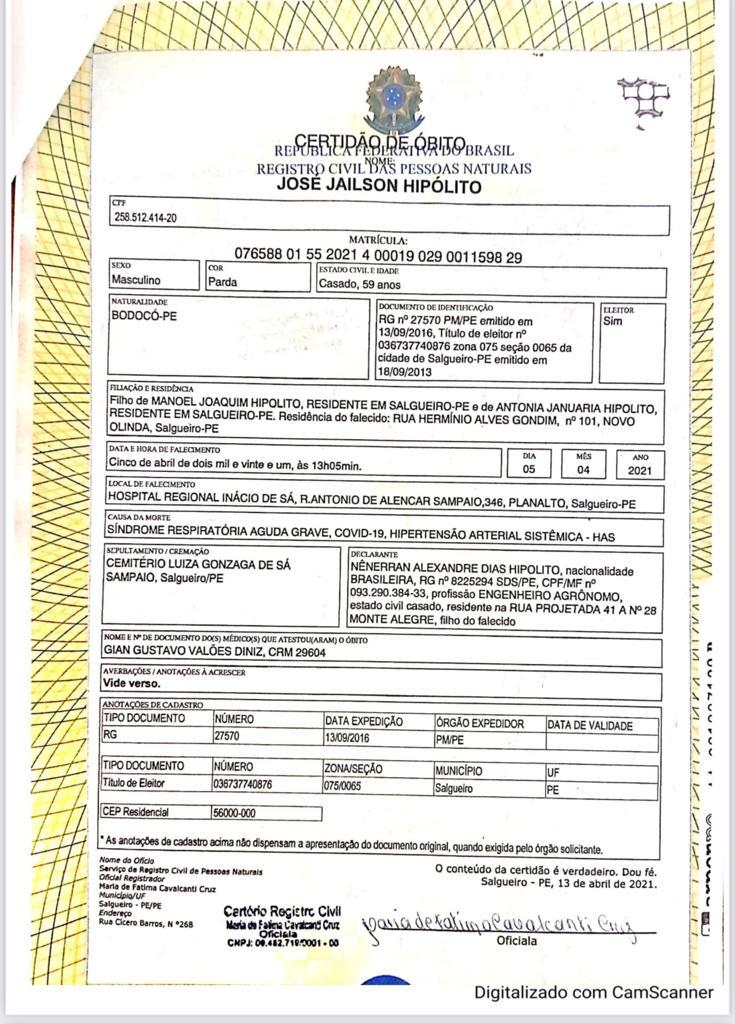 CERTIDÃO DE ÓBITO
REPÚBLICA FEDERATIVA DO BRASIL
NOME:
REGISTRO CIVIL DAS PESSOAS NATURAIS
JOSÉ JAILSON HIPÓLITO
CPF
258.512.414-20
MATRÍCULA:
076588 01 55 2021 4 00019 029 0011598 29
SEXO
Masculino
COR
Parda
ESTADO CIVIL E IDADE
Casado, 59 anos
NATURALIDADE
BODOCÓ-PE
DOCUMENTO DE IDENTIFICAÇÃO
RG nº 27570 PM/PE emitido em
13/09/2016, Título de eleitor nº
036737740876 zona 075 seção 0065 da
cidade de Salgueiro-PE emitido em
18/09/2013
ELEITOR
Sim
FILIAÇÃO E RESIDÊNCIA
Filho de MANOEL JOAQUIM HIPOLITO, RESIDENTE EM SALGUEIRO-PE e de ANTONIA JANUARIA HIPOLITO,
RESIDENTE EM SALGUEIRO-PE. Residência do falecido: RUA HERMÍNIO ALVES GONDIM, nº 101, NOVO
OLINDA, Salgueiro-PE
DATA E HORA DE FALECIMENTO
Cinco de abril de dois mil e vinte e um, às 13h05min.
DIA
05
MÊS
04
ANO
2021
LOCAL DE FALECIMENTO
HOSPITAL REGIONAL INÁCIO DE SÁ, R.ANTONIO DE ALENCAR SAMPAIO,346, PLANALTO, Salgueiro-PE
CAUSA DA MORTE
SÍNDROME RESPIRATÓRIA AGUDA GRAVE, COVID-19, HIPERTENSÃO ARTERIAL SISTÊMICA - HAS
SEPULTAMENTO / CREMAÇÃO
CEMITÉRIO LUIZA GONZAGA DE SÁ
SAMPAIO, Salgueiro/PE
DECLARANTE
NÊNERRAN ALEXANDRE DIAS HIPOLITO, nacionalidade
BRASILEIRA, RG nº 8225294 SDS/PE, CPF/MF nº
093.290.384-33, profissão ENGENHEIRO AGRÔNOMO,
estado civil casado, residente na RUA PROJETADA 41 A Nº 28
MONTE ALEGRE, filho do falecido
NOME E Nº DE DOCUMENTO DO(S) MÉDICO(S) QUE ATESTOU(ARAM) O ÓBITO
GIAN GUSTAVO VALÕES DINIZ, CRM 29604
AVERBAÇÕES / ANOTAÇÕES À ACRESCER
Vide verso.
ANOTAÇÕES DE CADASTRO
TIPO DOCUMENTO NÚMERO DATA EXPEDIÇÃO ÓRGÃO EXPEDIDOR DATA DE VALIDADE
RG 27570 13/09/2016 PM/PE
TIPO DOCUMENTO NÚMERO ZONA/SEÇÃO MUNICÍPIO UF
Título de Eleitor 036737740876 075/0065 Salgueiro PE
CEP Residencial 56000-000
* As anotações de cadastro acima não dispensam a apresentação do documento original, quando exigida pelo órgão solicitante.
Nome do Ofício
Serviço de Registro Civil de Pessoas Naturais
Oficial Registrador
Maria de Fatima Cavalcanti Cruz
Município/UF
Salgueiro - PE/PE
Endereço
Rua Cicero Barros, N º268
O conteúdo da certidão é verdadeiro. Dou fé.
Salgueiro - PE, 13 de abril de 2021.
Cartório Registro Civil
Maria de Fatima Cavalcanti Cruz
Oficiala
CNPJ: 09.482.719/0001 - 00
Maria de Fatima Cavalcanti Cruz
Oficiala
Digitalizado com CamScanner